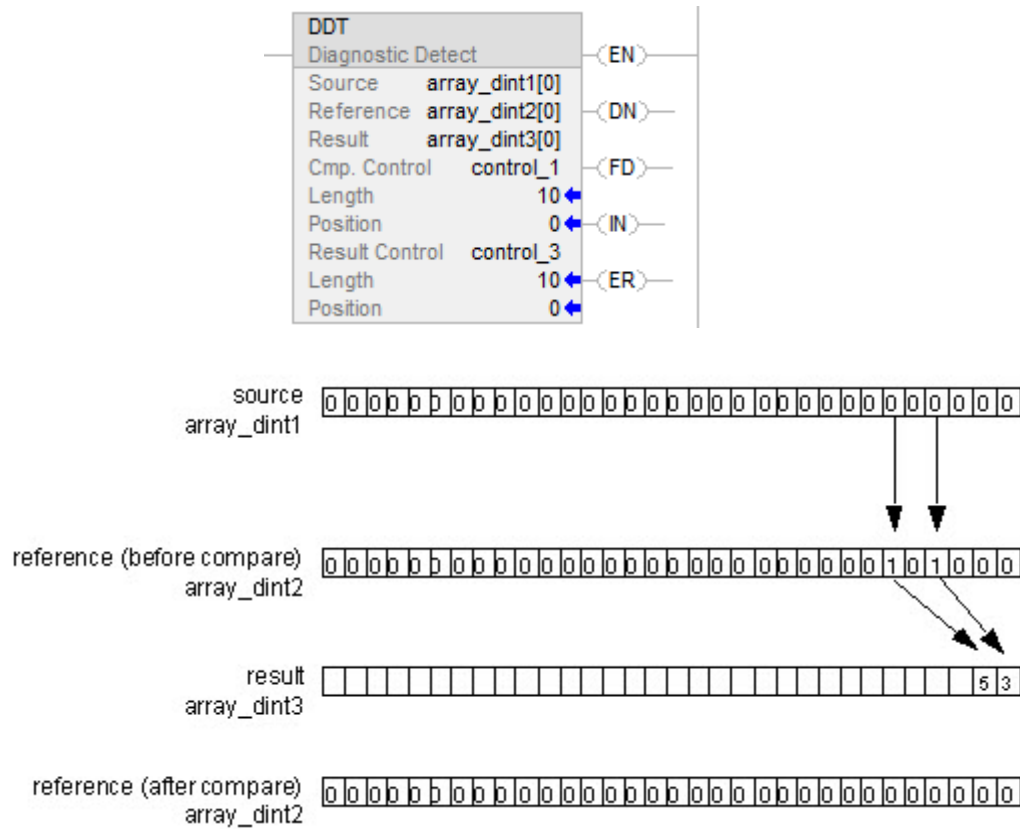 DDT
Diagnostic Detect
EN
Source array_dint1[0]
Reference array_dint2[0]
DN
Result array_dint3[0]
Cmp. Control control_1
FD
Length 10
Position 0
IN
Result Control control_3
Length 10
ER
Position 0
source
array_dint1
0 0 0 0 0 0 0 0 0 0 0 0 0 0 0 0 0 0 0 0 0 0 0 0 0 0 0 0 0 0 0 0
reference (before compare)
array_dint2
0 0 0 0 0 0 0 0 0 0 0 0 0 0 0 0 0 0 0 0 0 0 0 0 0 0 1 0 1 0 0 0
result
array_dint3
5 3
reference (after compare)
array_dint2
0 0 0 0 0 0 0 0 0 0 0 0 0 0 0 0 0 0 0 0 0 0 0 0 0 0 0 0 0 0 0 0